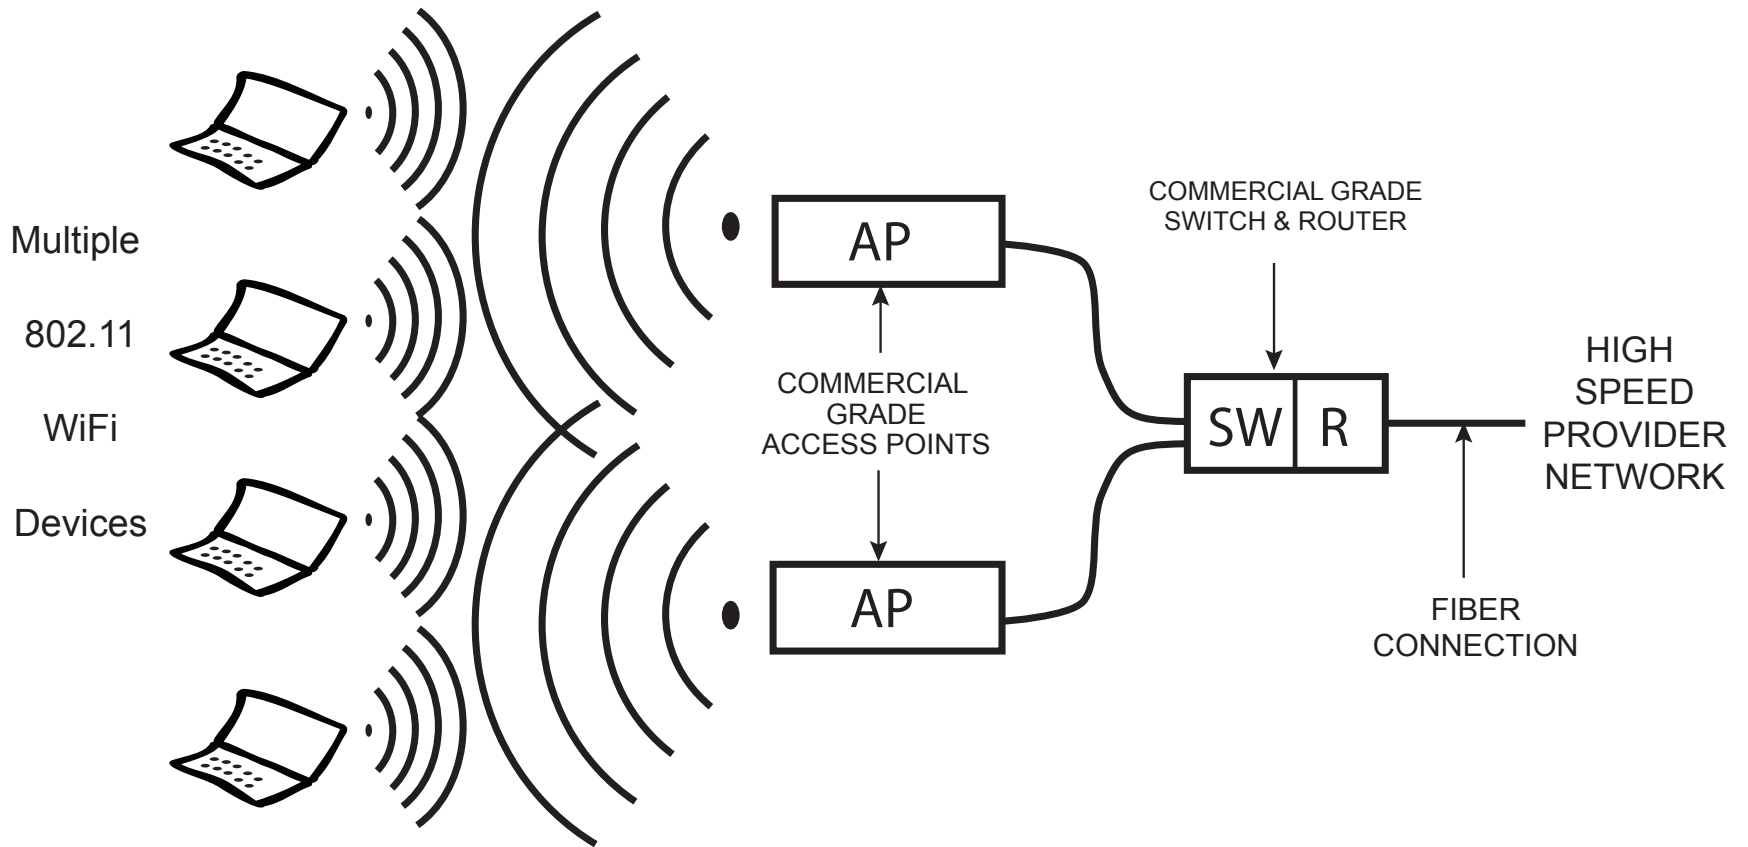 Multiple
802.11
WiFi
Devices
AP
COMMERCIAL
GRADE
ACCESS POINTS
AP
COMMERCIAL GRADE
SWITCH & ROUTER
SW R
HIGH
SPEED
PROVIDER
NETWORK
FIBER
CONNECTION